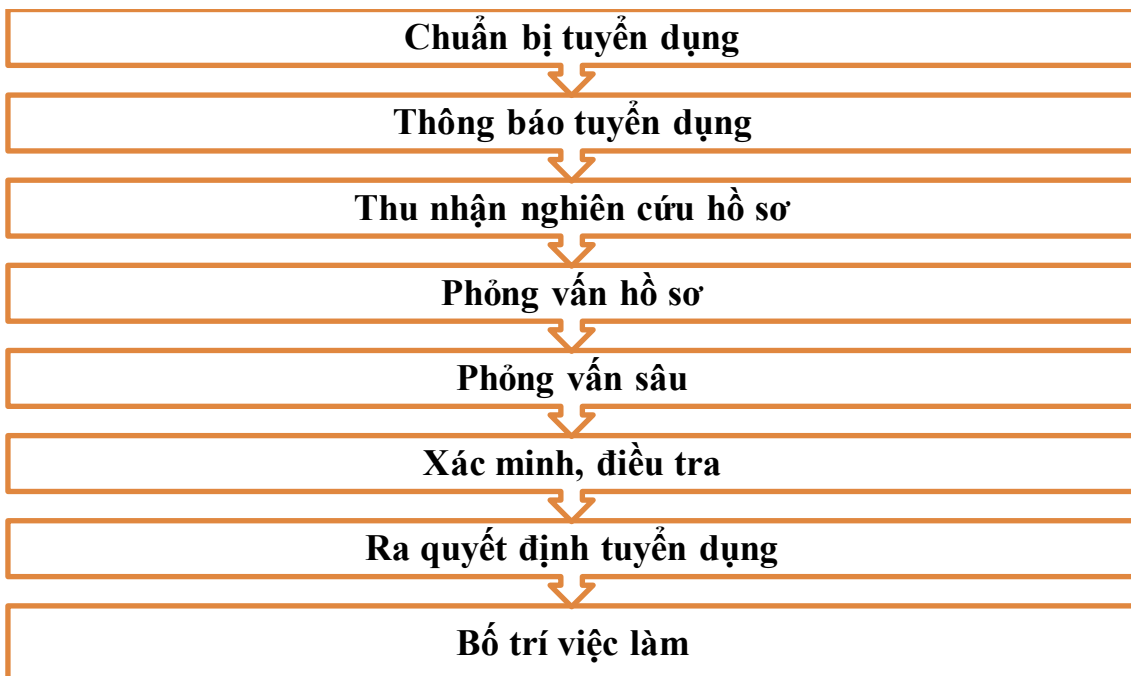 Chuẩn bị tuyển dụng
Thông báo tuyển dụng
Thu nhận nghiên cứu hồ sơ
Phỏng vấn hồ sơ
Phỏng vấn sâu
Xác minh, điều tra
Ra quyết định tuyển dụng
Bố trí việc làm